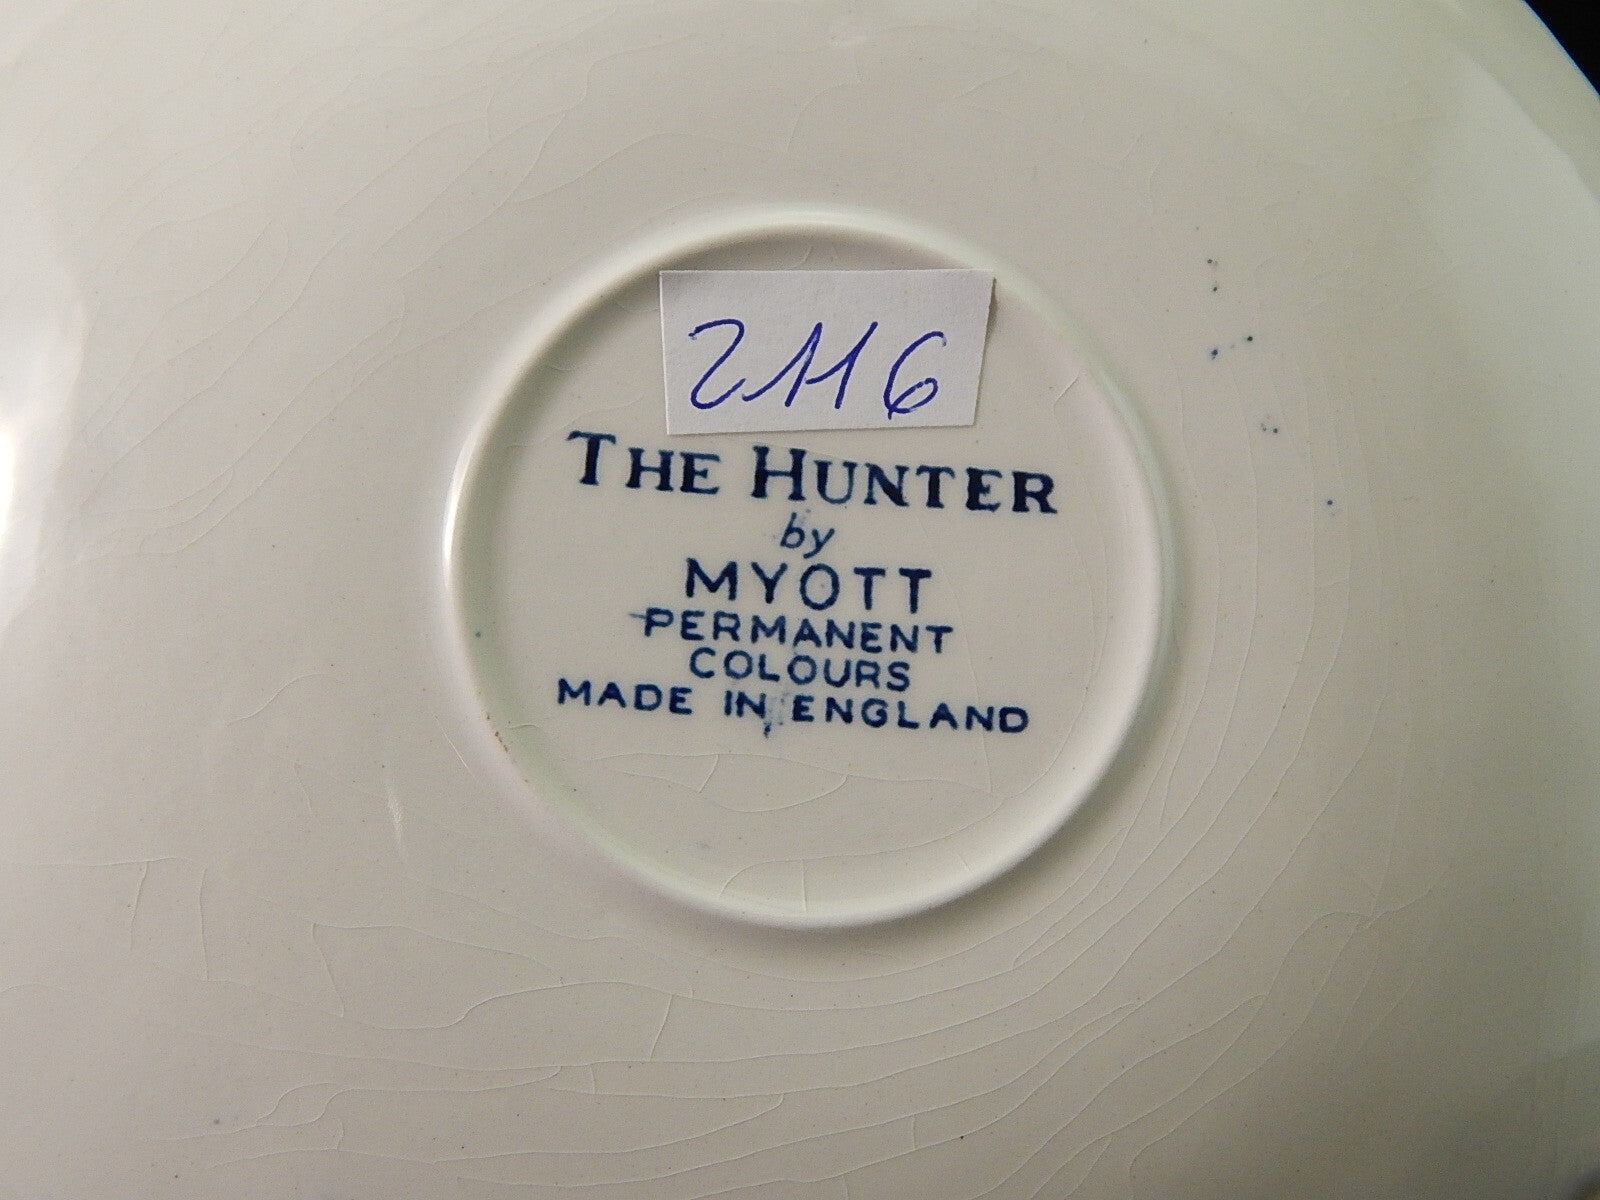 2116
THE HUNTER
by
MYOTT
PERMANENT
COLOURS
MADE IN ENGLAND